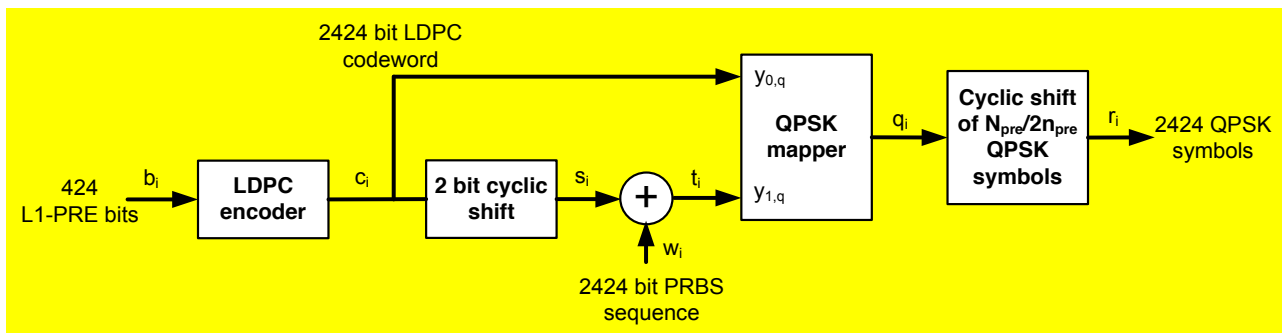 2424 bit LDPC
codeword
424
L1-PRE bits
bᵢ
LDPC
encoder
cᵢ
2 bit cyclic
shift
sᵢ
+
wᵢ
2424 bit PRBS
sequence
tᵢ
y₀,q
y₁,q
QPSK
mapper
qᵢ
Cyclic shift
of Npre/2npre
QPSK
symbols
rᵢ
2424 QPSK
symbols